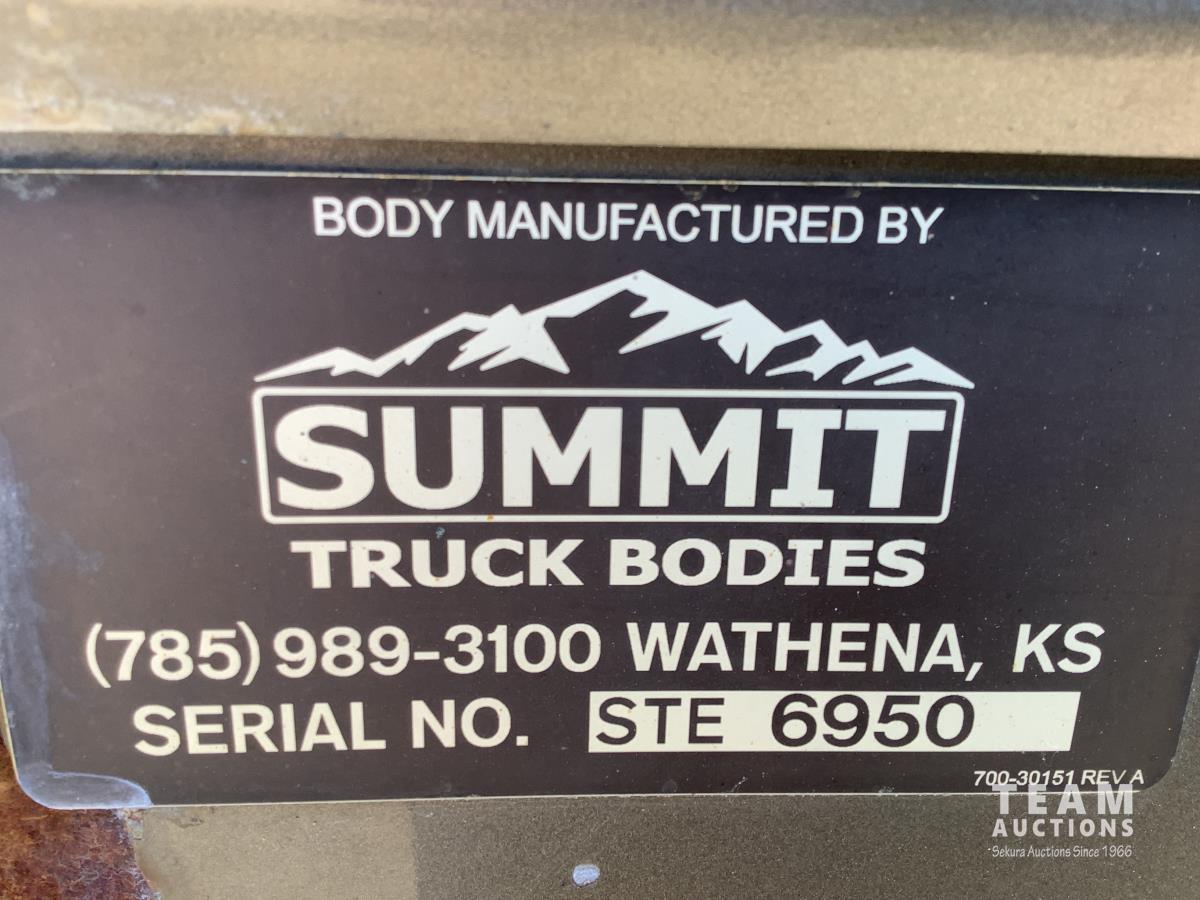 BODY MANUFACTURED BY
SUMMIT
TRUCK BODIES
(785) 989-3100 WATHENA, KS
SERIAL NO. STE 6950
700-30151 REV A
TEAM
AUCTIONS
Sekura Auctions Since 1966